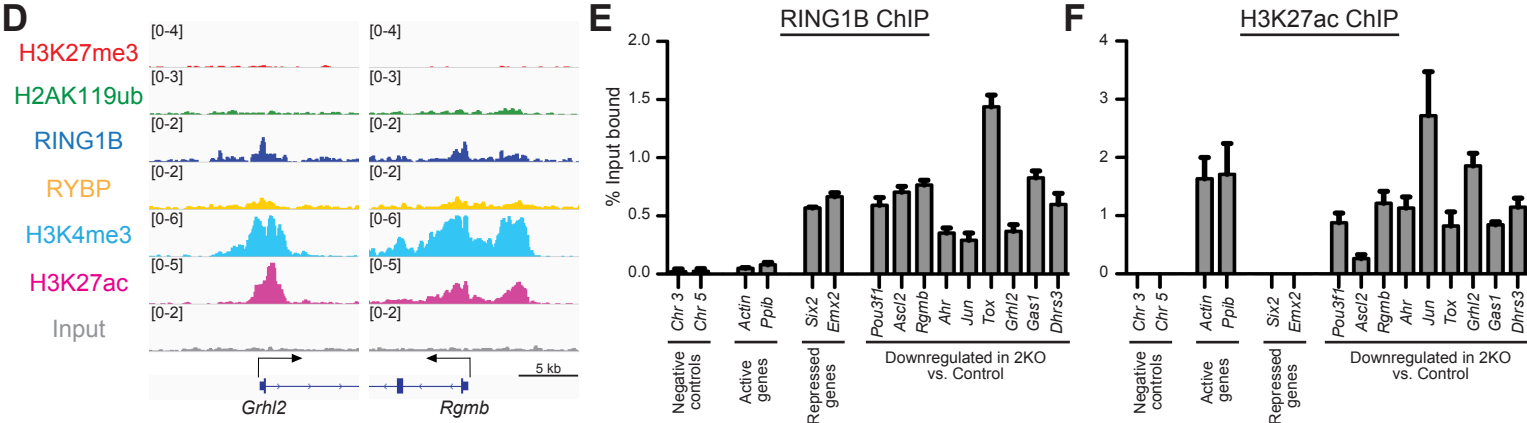 D
H3K27me3
H2AK119ub
RING1B
RYBP
H3K4me3
H3K27ac
Input
[0-4]
[0-3]
[0-2]
[0-2]
[0-6]
[0-5]
[0-2]
[0-4]
[0-3]
[0-2]
[0-2]
[0-6]
[0-5]
[0-2]
5 kb
Grhl2
Rgmb
E
RING1B ChIP
% Input bound
2.0
1.5
1.0
0.5
0.0
Chr 3
Chr 5
Actin
Ppib
Six2
Emx2
Pou3f1
Ascl2
Rgmb
Ahr
Jun
Tox
Grhl2
Gas1
Dhrs3
Negative
controls
Active
genes
Repressed
genes
Downregulated in 2KO
vs. Control
F
H3K27ac ChIP
4
3
2
1
0
Chr 3
Chr 5
Actin
Ppib
Six2
Emx2
Pou3f1
Ascl2
Rgmb
Ahr
Jun
Tox
Grhl2
Gas1
Dhrs3
Negative
controls
Active
genes
Repressed
genes
Downregulated in 2KO
vs. Control